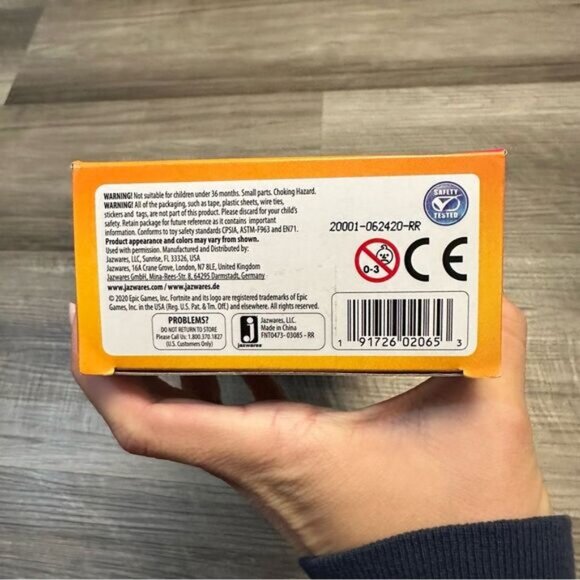 WARNING! Not suitable for children under 36 months. Small parts. Choking Hazard.
WARNING! All of the packaging, such as tape, plastic sheets, wire ties,
stickers and tags, are not part of this product. Please discard for your child's
safety. Retain package for future reference as it contains important
information. Conforms to toy safety standards CPSIA, ASTM-F963 and EN71.
Product appearance and colors may vary from shown.
Used with permission. Manufactured and Distributed by:
Jazwares, LLC, Sunrise, FL 33326, USA
Jazwares, 16A Crane Grove, London, N7 8LE, United Kingdom
Jazwares GmbH, Mina-Rees-Str. 8, 64295 Darmstadt, Germany
www.jazwares.com / www.jazwares.de
© 2020 Epic Games, Inc. Fortnite and its logo are registered trademarks of Epic
Games, Inc. in the USA (Reg. U.S. Pat. & Tm. Off.) and elsewhere. All rights reserved.
PROBLEMS?
DO NOT RETURN TO STORE
Please Call Us: 1.800.370.1827
(U.S. Customers Only)
j
jazwares
Jazwares, LLC.
Made in China
FNT0473-03085 - RR
SAFETY
TESTED
20001-062420-RR
0-3
CE
1 91726 02065 3